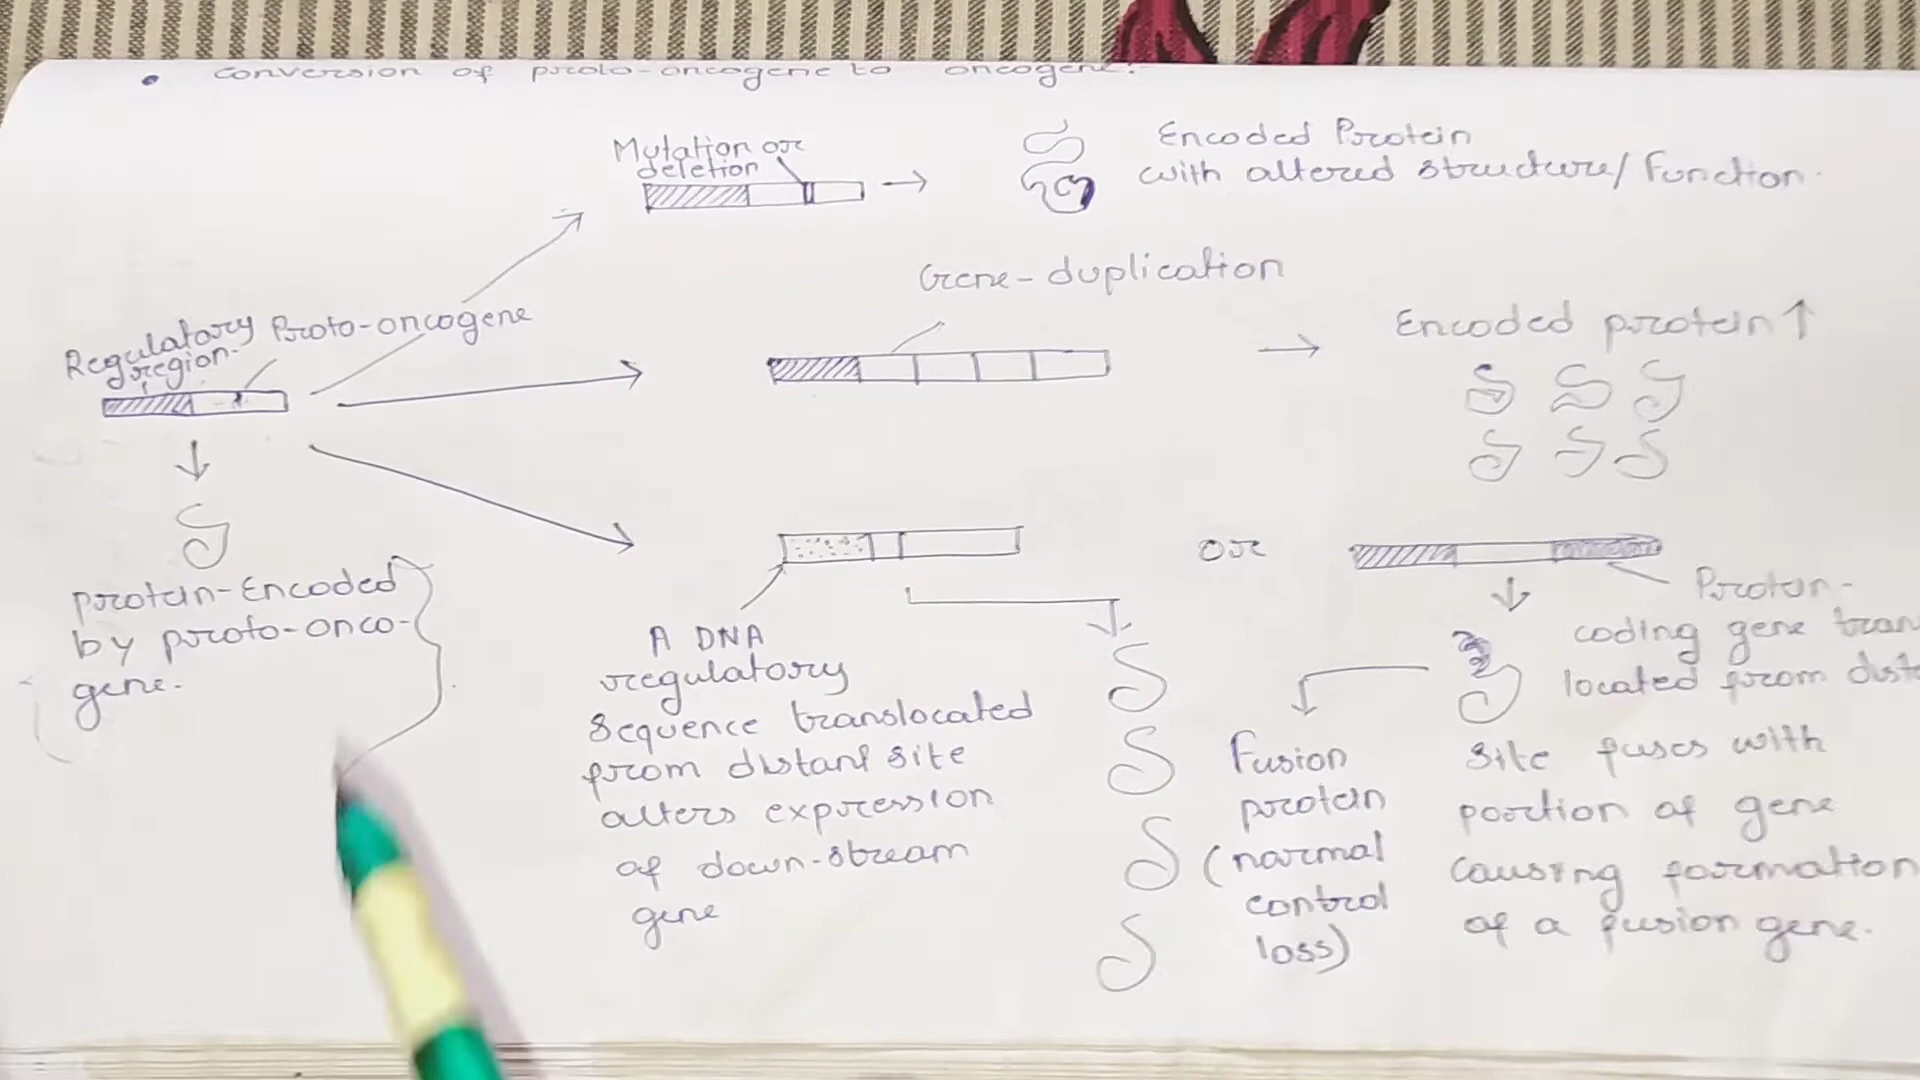 • Conversion of proto-oncogene to oncogene:-
Mutation or
deletion
Encoded Protein
with altered structure/Function.
Gene-duplication
Regulatory
region.
Proto-oncogene
Encoded protein↑
or
Protein-Encoded
by proto-onco-
gene.
A DNA
regulatory
Sequence translocated
from distant site
alters expression
of down-stream
gene
Fusion
protein
(normal
control
loss)
Protein-
coding gene tran
located from dist
site fuses with
portion of gene
causing formation
of a fusion gene.